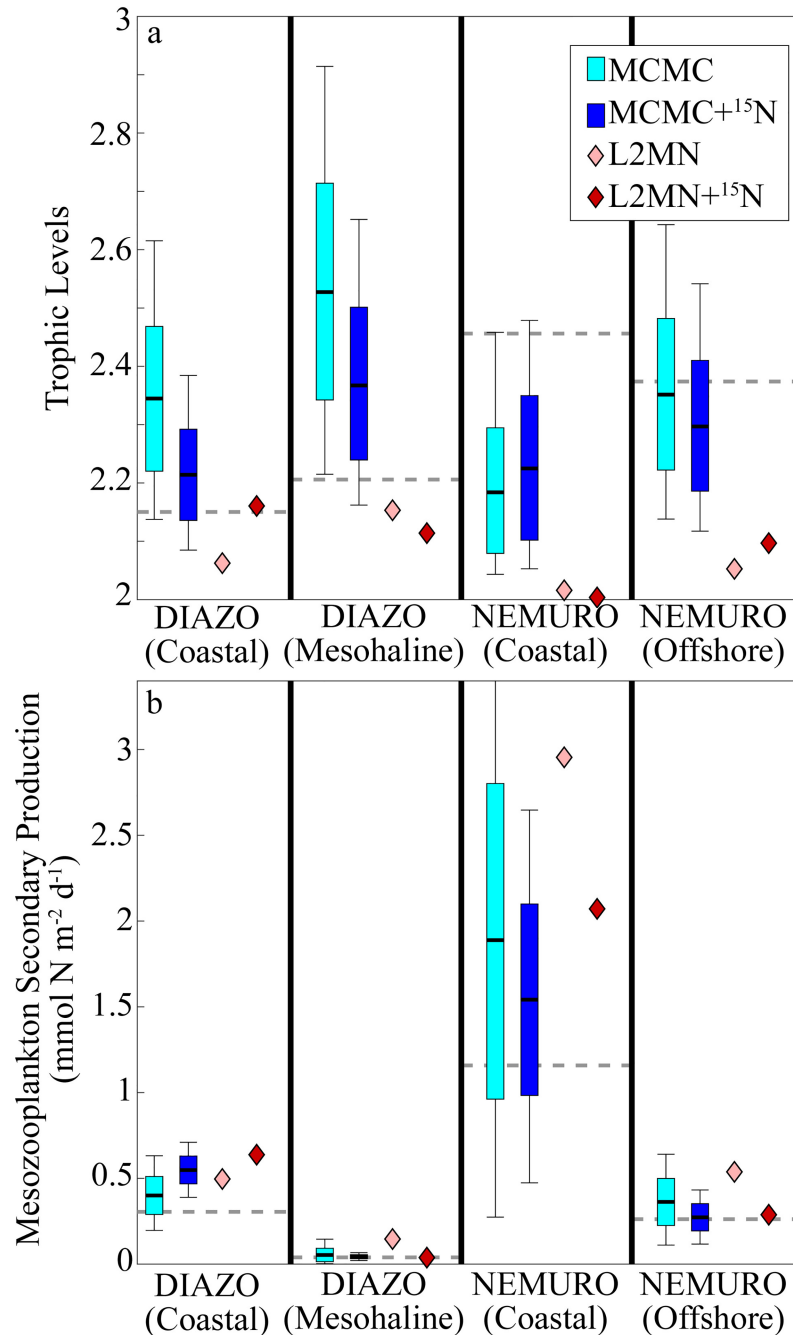 a
3
2.8
2.6
2.4
2.2
2
Trophic Levels
MCMC
MCMC+¹⁵N
L2MN
L2MN+¹⁵N
DIAZO
(Coastal)
DIAZO
(Mesohaline)
NEMURO
(Coastal)
NEMURO
(Offshore)
b
3
2.5
2
1.5
1
0.5
0
Mesozooplankton Secondary Production
(mmol N m⁻² d⁻¹)
DIAZO
(Coastal)
DIAZO
(Mesohaline)
NEMURO
(Coastal)
NEMURO
(Offshore)